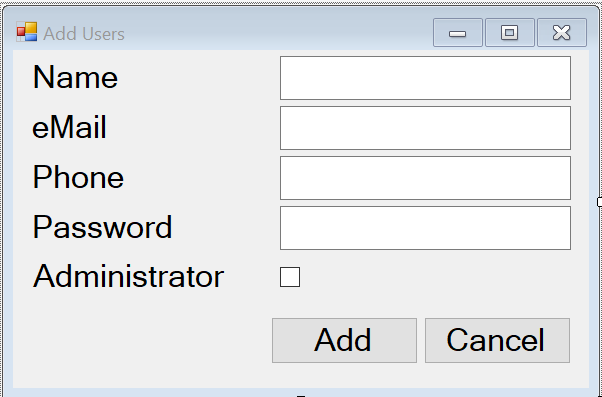 Add Users
Name
eMail
Phone
Password
Administrator
Add Cancel